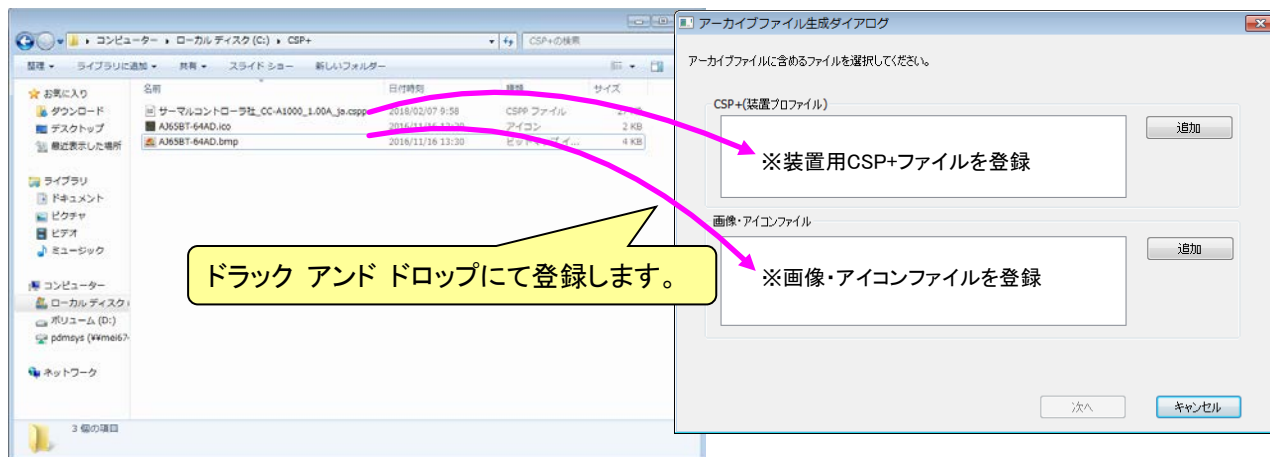 コンピューター ▸ ローカル ディスク (C:) ▸ CSP+
CSP+の検索
整理 ライブラリに追加 共有 スライド ショー 新しいフォルダー
お気に入り
ダウンロード
デスクトップ
最近表示した場所
ライブラリ
ドキュメント
ピクチャ
ビデオ
ミュージック
コンピューター
ローカル ディスク
ボリューム (D:)
pdmsys (¥¥mei67-
ネットワーク
名前 日付時刻 種類 サイズ
サーマルコントローラ社_CC-A1000_1.00A_ja.cspp 2018/02/07 9:58 CSPP ファイル
AJ65BT-64AD.ico 2016/11/16 13:30 アイコン 2 KB
AJ65BT-64AD.bmp 2016/11/16 13:30 ビットマップ イ... 4 KB
3 個の項目
ドラック アンド ドロップにて登録します。
アーカイブファイル生成ダイアログ
アーカイブファイルに含めるファイルを選択してください。
CSP+(装置プロファイル)
※装置用CSP+ファイルを登録
追加
画像・アイコンファイル
※画像・アイコンファイルを登録
追加
次へ
キャンセル